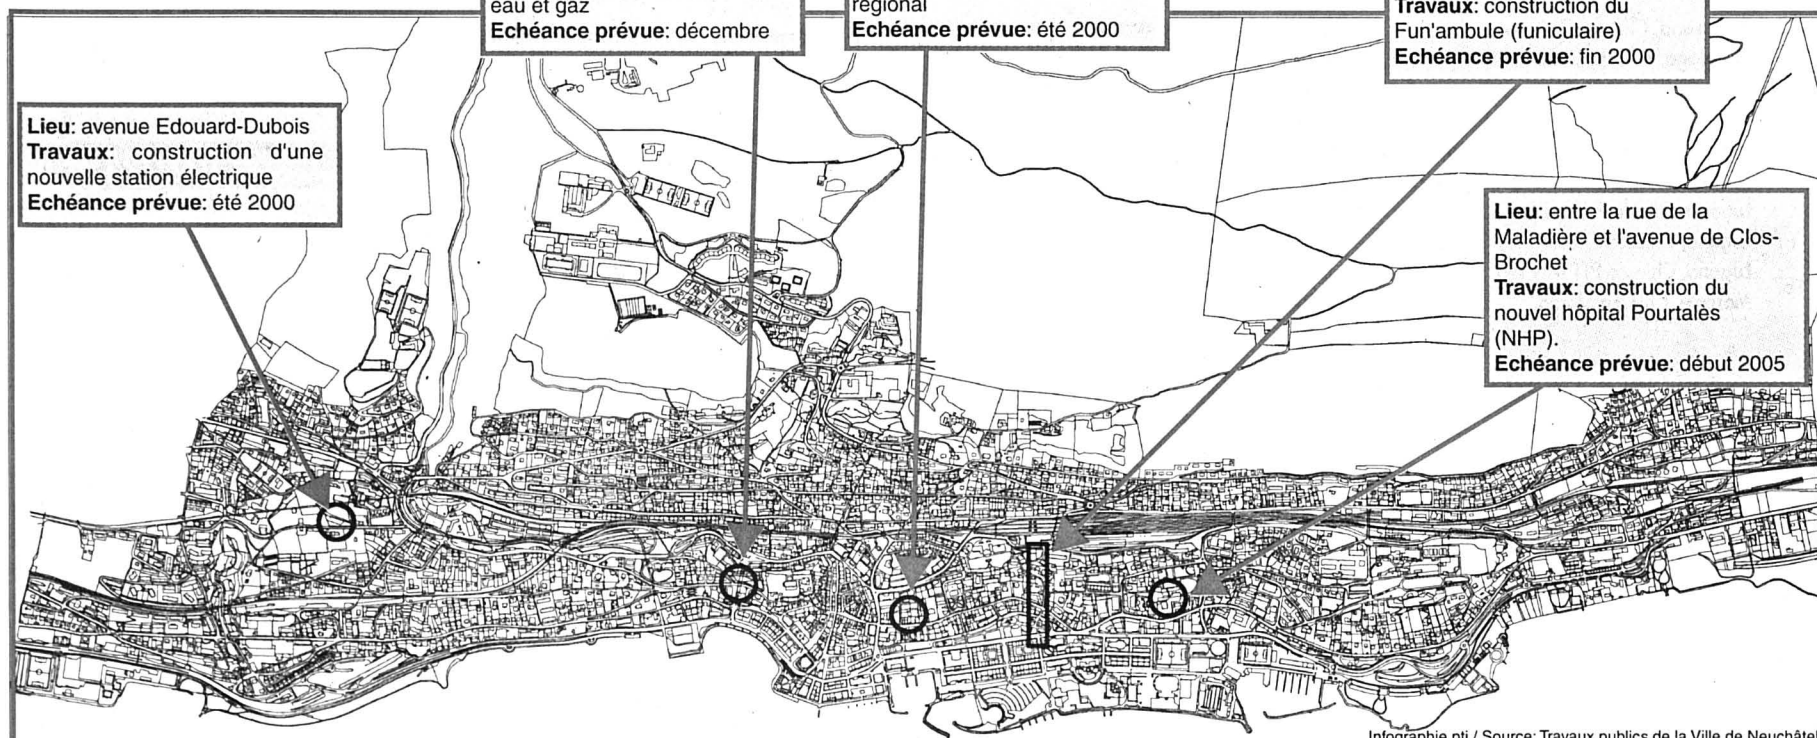 eau et gaz
Echéance prévue: décembre
régional
Echéance prévue: été 2000
Travaux: construction du
Fun'ambule (funiculaire)
Echéance prévue: fin 2000
Lieu: avenue Edouard-Dubois
Travaux: construction d'une
nouvelle station électrique
Echéance prévue: été 2000
Lieu: entre la rue de la
Maladière et l'avenue de Clos-
Brochet
Travaux: construction du
nouvel hôpital Pourtalès
(NHP).
Echéance prévue: début 2005
Infographie pti / Source: Travaux publics de la Ville de Neuchâtel